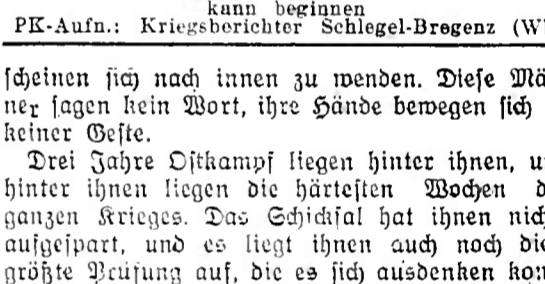 kann beginnen
PK-Aufn.: Kriegsberichter Schlegel-Bregenz (W
scheinen sich nach innen zu wenden. Diese Mä
ner sagen kein Wort, ihre Hände bewegen sich
keiner Geste.
Drei Jahre Ostkampf liegen hinter ihnen, u
hinter ihnen liegen die härtesten Wochen d
ganzen Krieges. Das Schicksal hat ihnen nich
aufgespart, und es liegt ihnen auch noch die
größte Prüfung auf, die es sich ausdenken kon